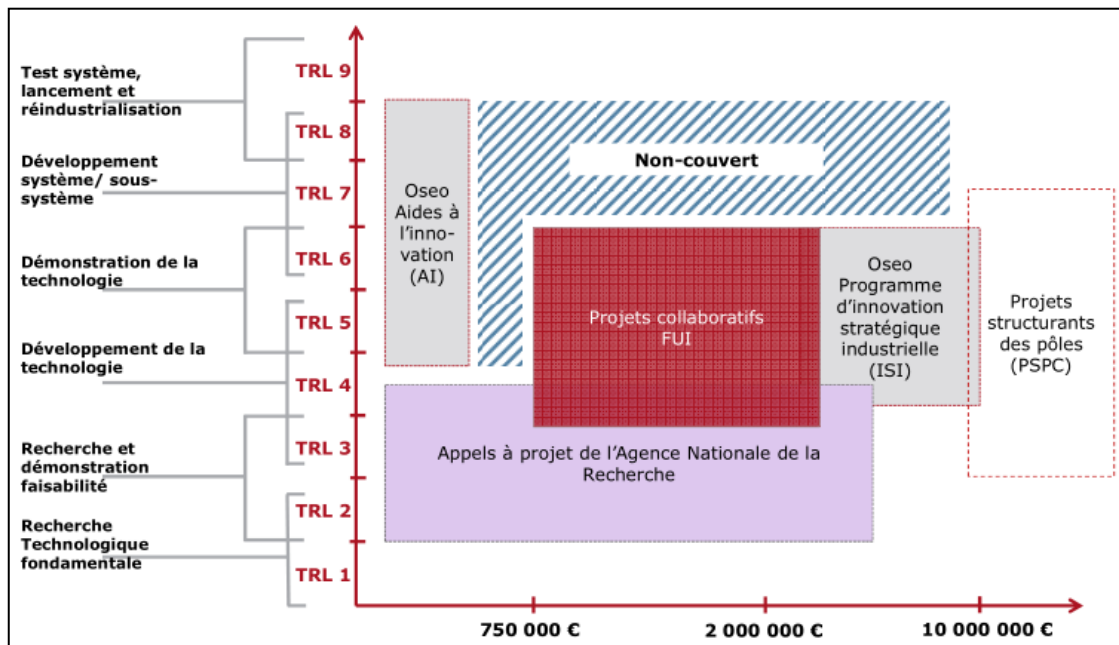 Test système,
lancement et
réindustrialisation
Développement
système/ sous-
système
Démonstration de la
technologie
Développement de la
technologie
Recherche et
démonstration
faisabilité
Recherche
Technologique
fondamentale
TRL 9
TRL 8
TRL 7
TRL 6
TRL 5
TRL 4
TRL 3
TRL 2
TRL 1
Oseo
Aides à
l’inno-
vation
(AI)
Non-couvert
Projets collaboratifs
FUI
Oseo
Programme
d’innovation
stratégique
industrielle
(ISI)
Projets
structurants
des pôles
(PSPC)
Appels à projet de l’Agence Nationale de la
Recherche
750 000 €
2 000 000 €
10 000 000 €